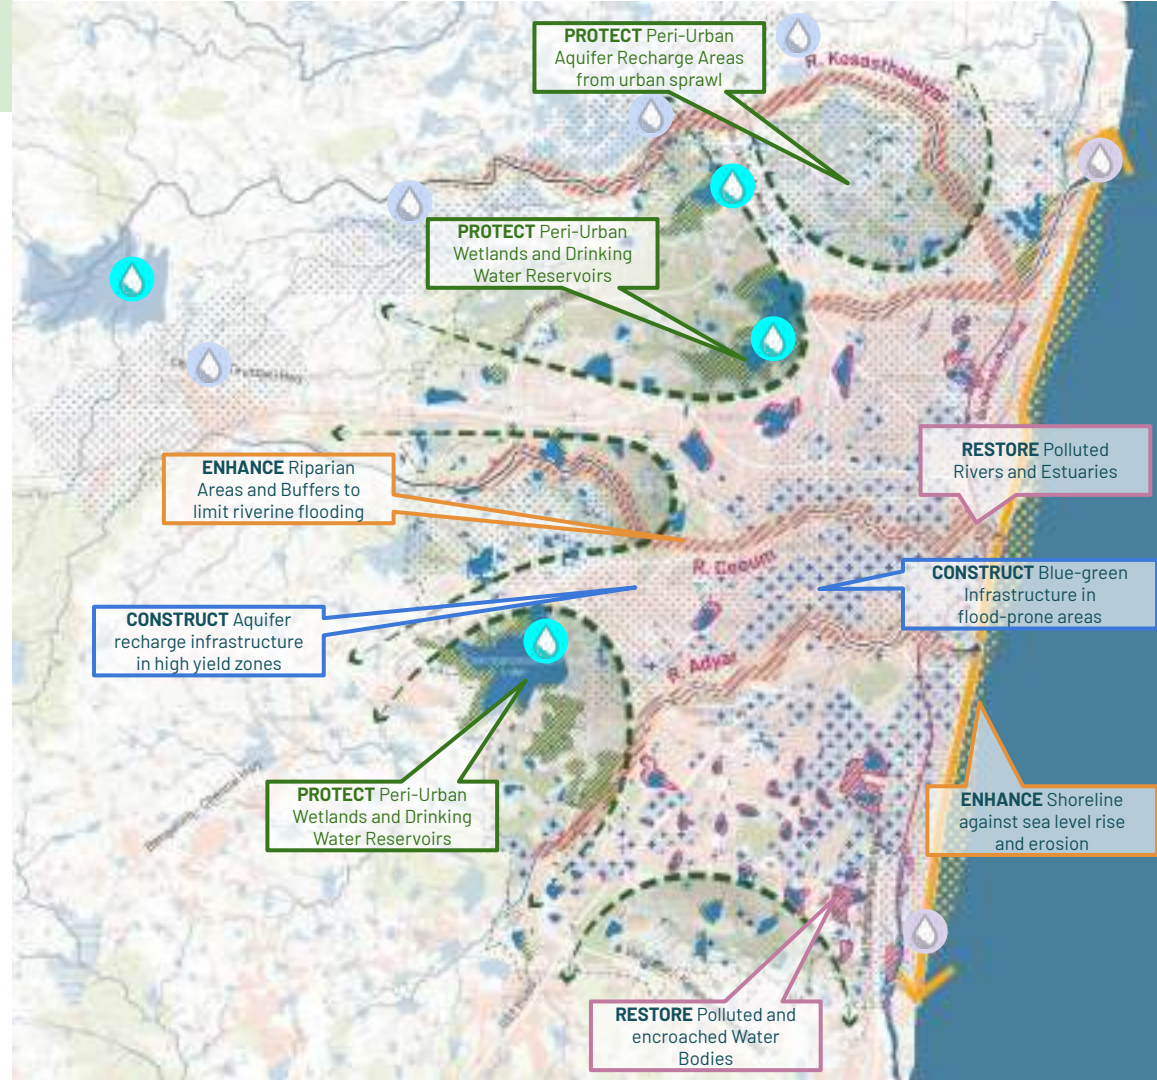 PROTECT Peri-Urban
Aquifer Recharge Areas
from urban sprawl
R. Kosasthalaiyar
PROTECT Peri-Urban
Wetlands and Drinking
Water Reservoirs
RESTORE Polluted
Rivers and Estuaries
ENHANCE Riparian
Areas and Buffers to
limit riverine flooding
R. Cooum
CONSTRUCT Blue-green
Infrastructure in
flood-prone areas
CONSTRUCT Aquifer
recharge infrastructure
in high yield zones
R. Adyar
PROTECT Peri-Urban
Wetlands and Drinking
Water Reservoirs
ENHANCE Shoreline
against sea level rise
and erosion
RESTORE Polluted and
encroached Water
Bodies